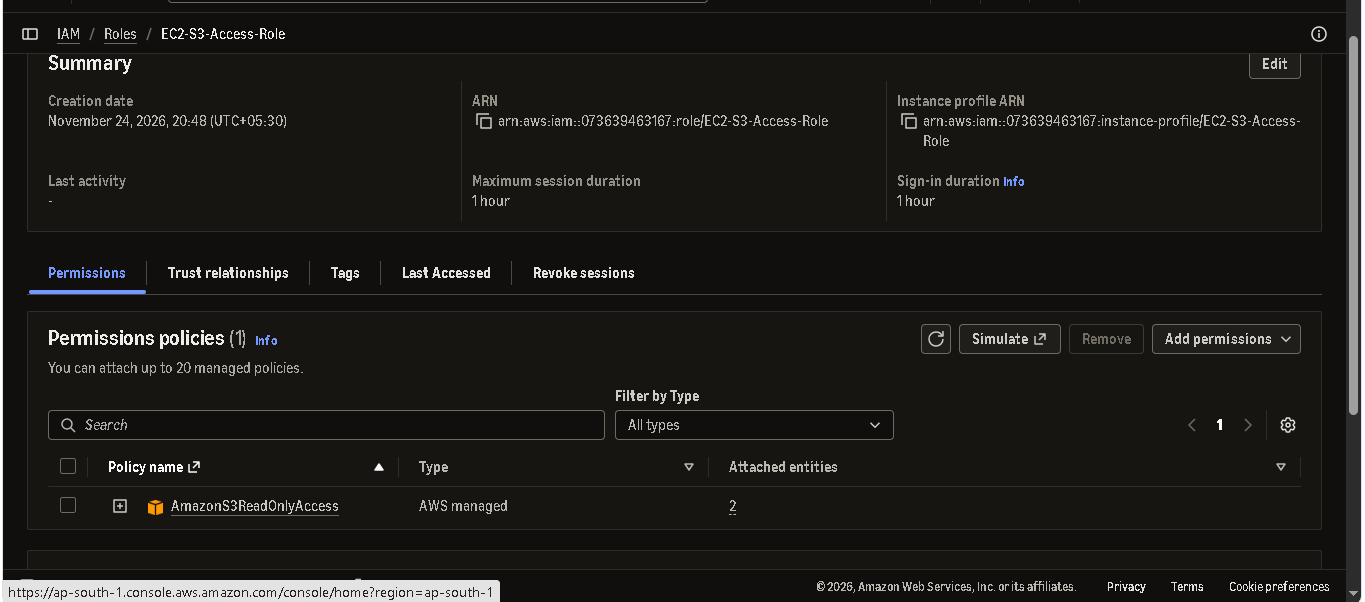 IAM / Roles / EC2-S3-Access-Role
Summary
Edit
Creation date
November 24, 2026, 20:48 (UTC+05:30)
ARN
arn:aws:iam::073639463167:role/EC2-S3-Access-Role
Instance profile ARN
arn:aws:iam::073639463167:instance-profile/EC2-S3-Access-
Role
Last activity
-
Maximum session duration
1 hour
Sign-in duration Info
1 hour
Permissions
Trust relationships
Tags
Last Accessed
Revoke sessions
Permissions policies (1) Info
You can attach up to 20 managed policies.
Simulate
Remove
Add permissions
Filter by Type
Search
All types
1
Policy name
Type
Attached entities
AmazonS3ReadOnlyAccess
AWS managed
2
© 2026, Amazon Web Services, Inc. or its affiliates.
Privacy
Terms
Cookie preferences
https://ap-south-1.console.aws.amazon.com/console/home?region=ap-south-1